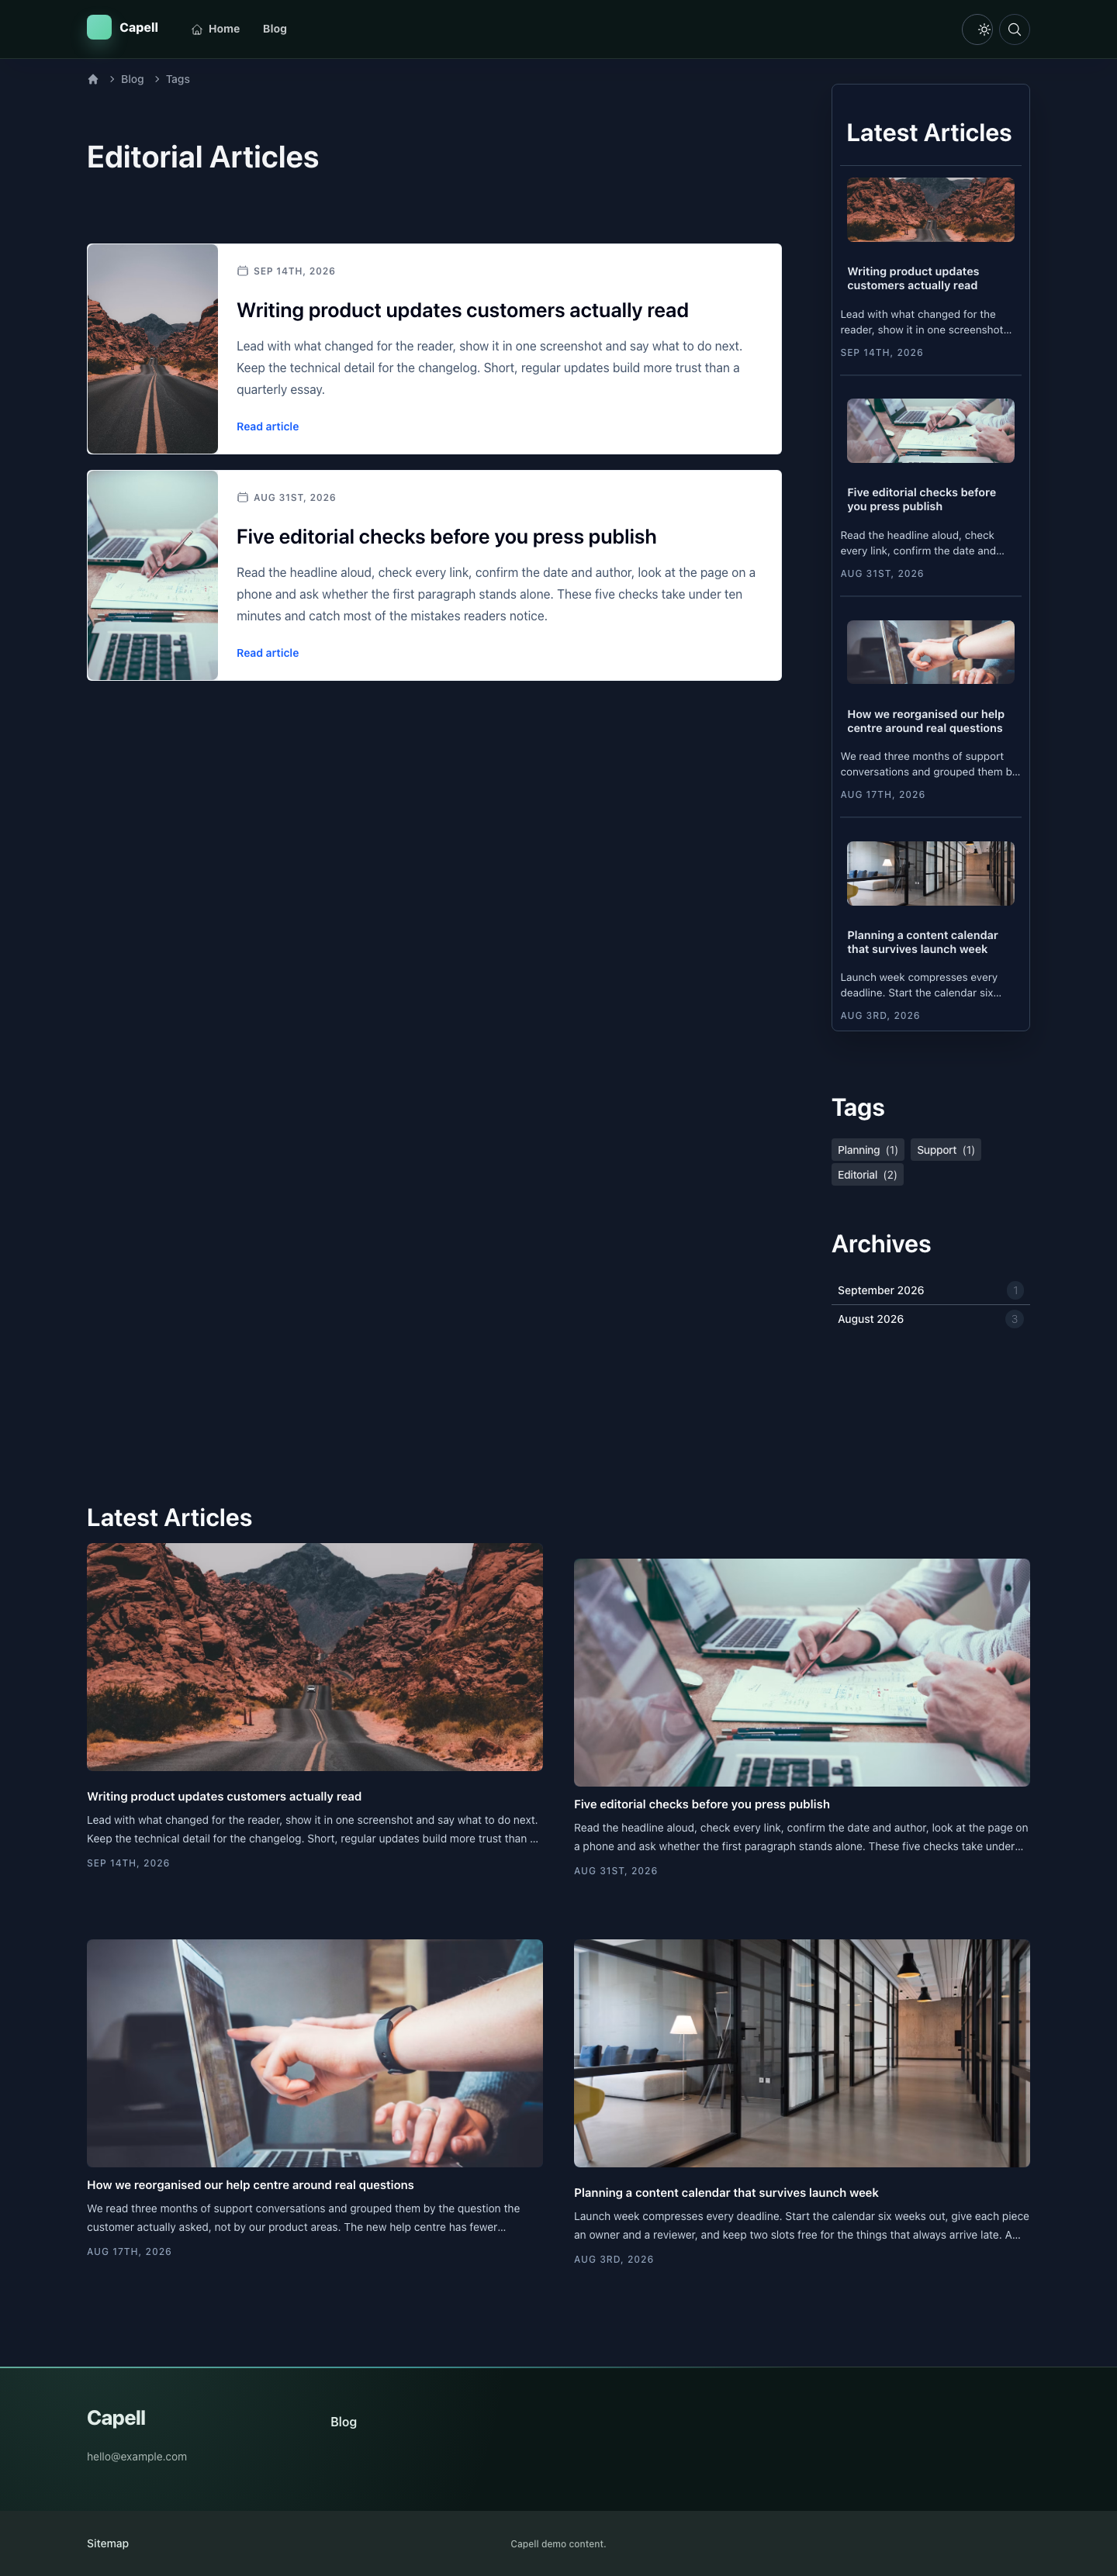 Capell
Home
Blog
Blog
Tags
Editorial Articles
SEP 14TH, 2026
Writing product updates customers actually read
Lead with what changed for the reader, show it in one screenshot and say what to do next.
Keep the technical detail for the changelog. Short, regular updates build more trust than a
quarterly essay.
Read article
AUG 31ST, 2026
Five editorial checks before you press publish
Read the headline aloud, check every link, confirm the date and author, look at the page on a
phone and ask whether the first paragraph stands alone. These five checks take under ten
minutes and catch most of the mistakes readers notice.
Read article
Latest Articles
Writing product updates
customers actually read
Lead with what changed for the
reader, show it in one screenshot...
SEP 14TH, 2026
Five editorial checks before
you press publish
Read the headline aloud, check
every link, confirm the date and...
AUG 31ST, 2026
How we reorganised our help
centre around real questions
We read three months of support
conversations and grouped them b...
AUG 17TH, 2026
Planning a content calendar
that survives launch week
Launch week compresses every
deadline. Start the calendar six...
AUG 3RD, 2026
Tags
Planning (1)
Support (1)
Editorial (2)
Archives
September 2026 1
August 2026 3
Latest Articles
Writing product updates customers actually read
Lead with what changed for the reader, show it in one screenshot and say what to do next.
Keep the technical detail for the changelog. Short, regular updates build more trust than ...
SEP 14TH, 2026
Five editorial checks before you press publish
Read the headline aloud, check every link, confirm the date and author, look at the page on
a phone and ask whether the first paragraph stands alone. These five checks take under...
AUG 31ST, 2026
How we reorganised our help centre around real questions
We read three months of support conversations and grouped them by the question the
customer actually asked, not by our product areas. The new help centre has fewer...
AUG 17TH, 2026
Planning a content calendar that survives launch week
Launch week compresses every deadline. Start the calendar six weeks out, give each piece
an owner and a reviewer, and keep two slots free for the things that always arrive late. A...
AUG 3RD, 2026
Capell
hello@example.com
Blog
Sitemap
Capell demo content.